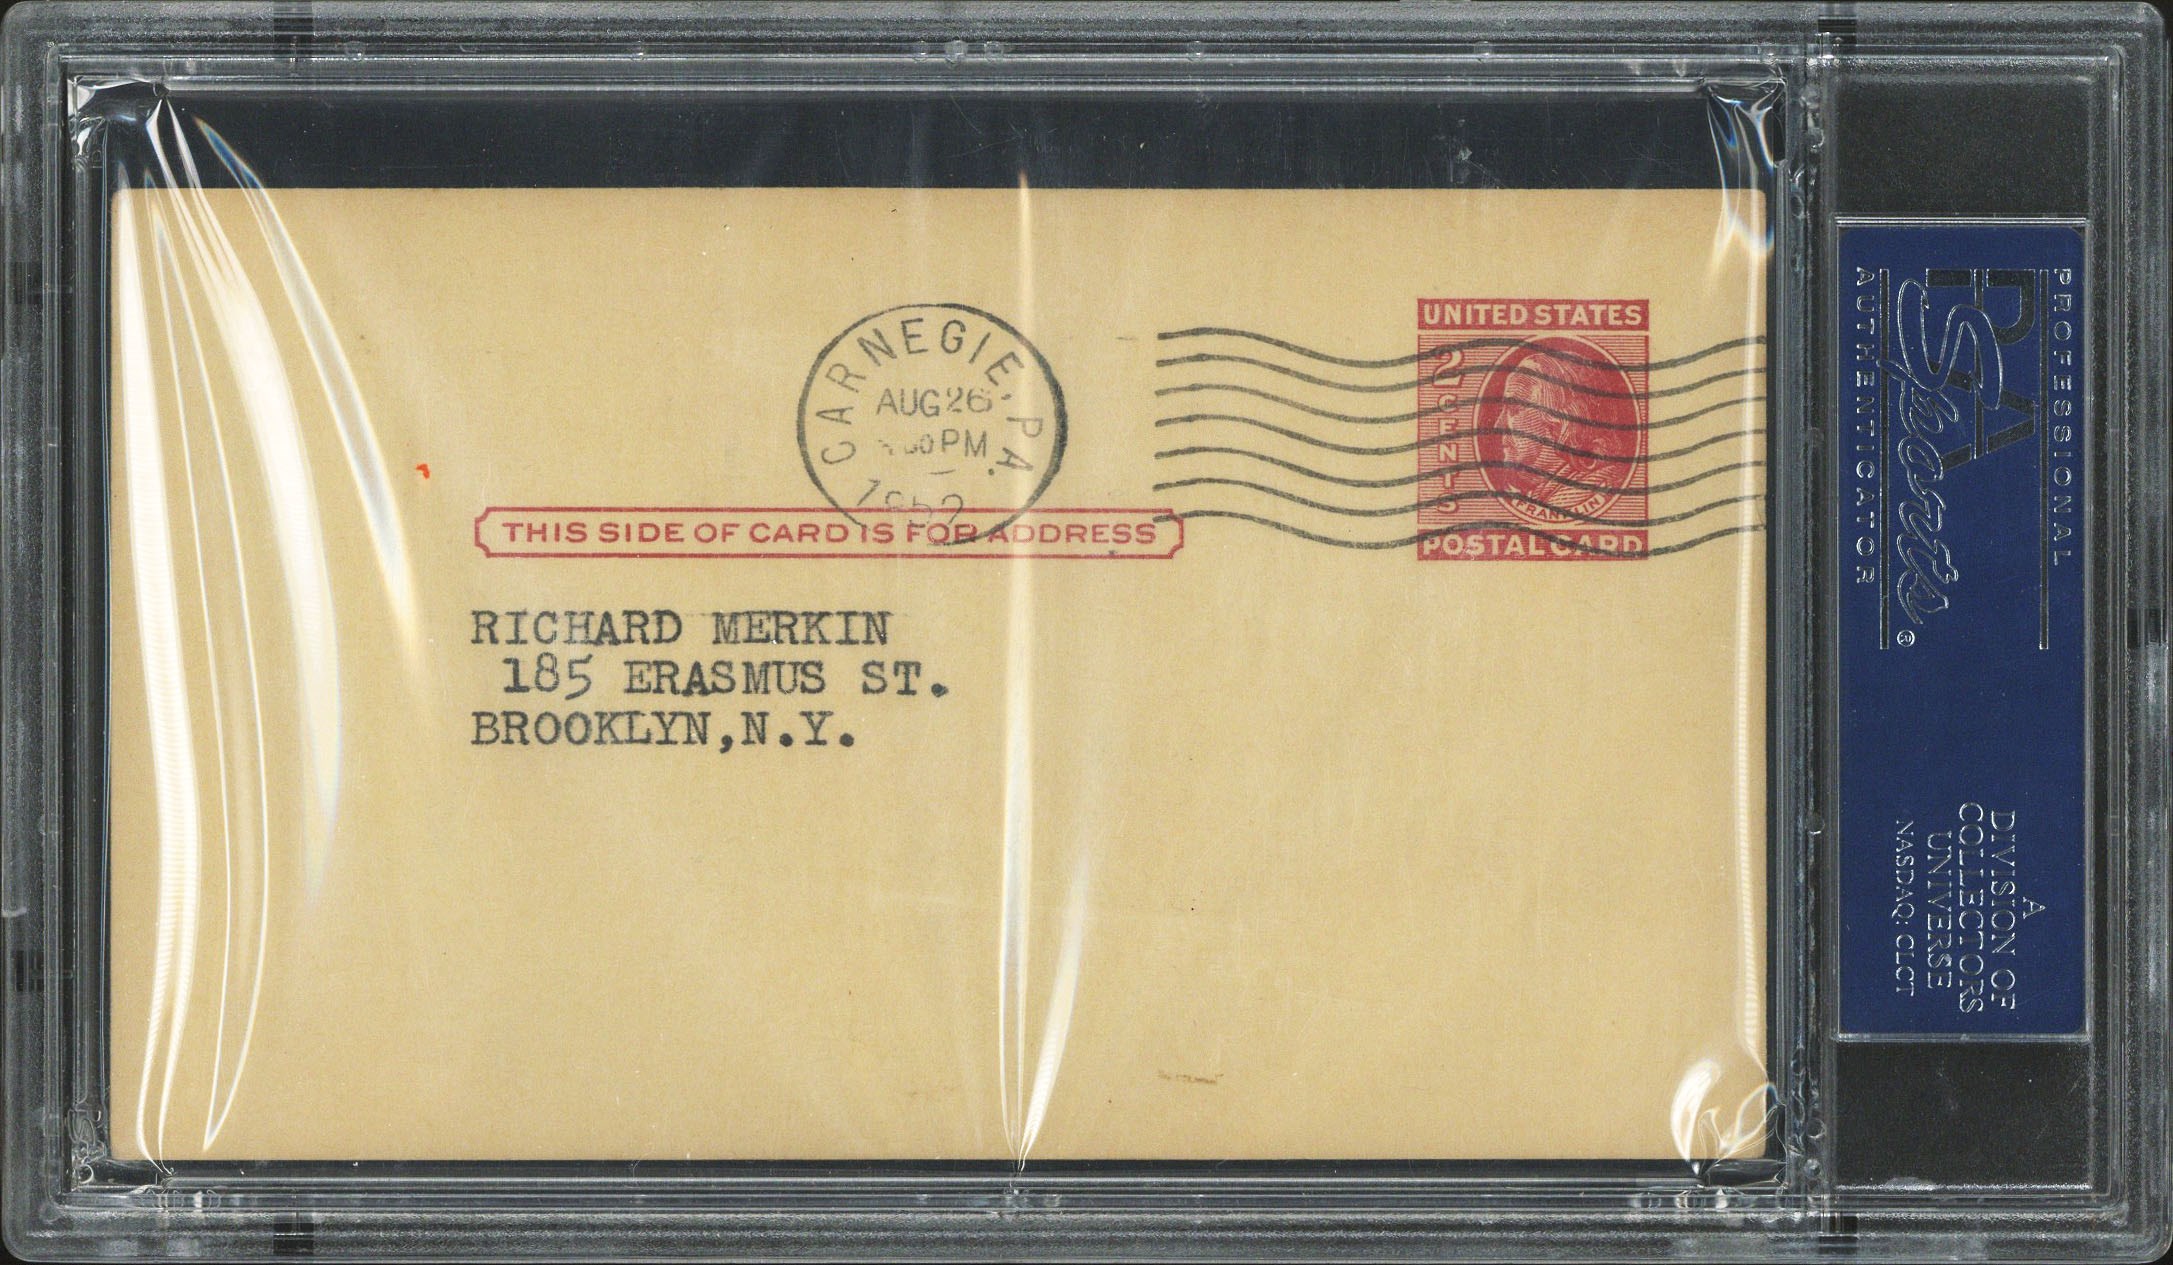 UNITED STATES
2 CENTS
FRANKLIN
POSTAL CARD
CARNEGIE, PA.
AUG 26
PM
1952
THIS SIDE OF CARD IS FOR ADDRESS
RICHARD MERKIN
185 ERASMUS ST.
BROOKLYN, N.Y.
PROFESSIONAL
PSA
Sports®
AUTHENTICATOR
A
DIVISION OF
COLLECTORS
UNIVERSE
NASDAQ: CLCT